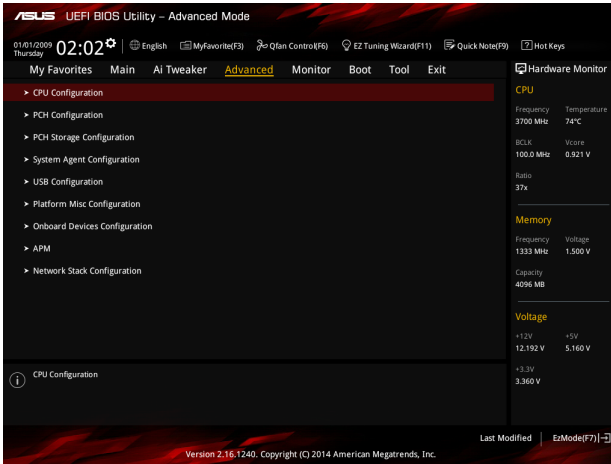 ASUS UEFI BIOS Utility – Advanced Mode
01/01/2009 Thursday 02:02 English MyFavorite(F3) Qfan Control(F6) EZ Tuning Wizard(F11) Quick Note(F9) ? Hot Keys
My Favorites Main Ai Tweaker Advanced Monitor Boot Tool Exit
> CPU Configuration
> PCH Configuration
> PCH Storage Configuration
> System Agent Configuration
> USB Configuration
> Platform Misc Configuration
> Onboard Devices Configuration
> APM
> Network Stack Configuration
i CPU Configuration
Hardware Monitor
CPU
Frequency Temperature
3700 MHz 74°C
BCLK Vcore
100.0 MHz 0.921 V
Ratio
37x
Memory
Frequency Voltage
1333 MHz 1.500 V
Capacity
4096 MB
Voltage
+12V +5V
12.192 V 5.160 V
+3.3V
3.360 V
Last Modified EzMode(F7)
Version 2.16.1240. Copyright (C) 2014 American Megatrends, Inc.